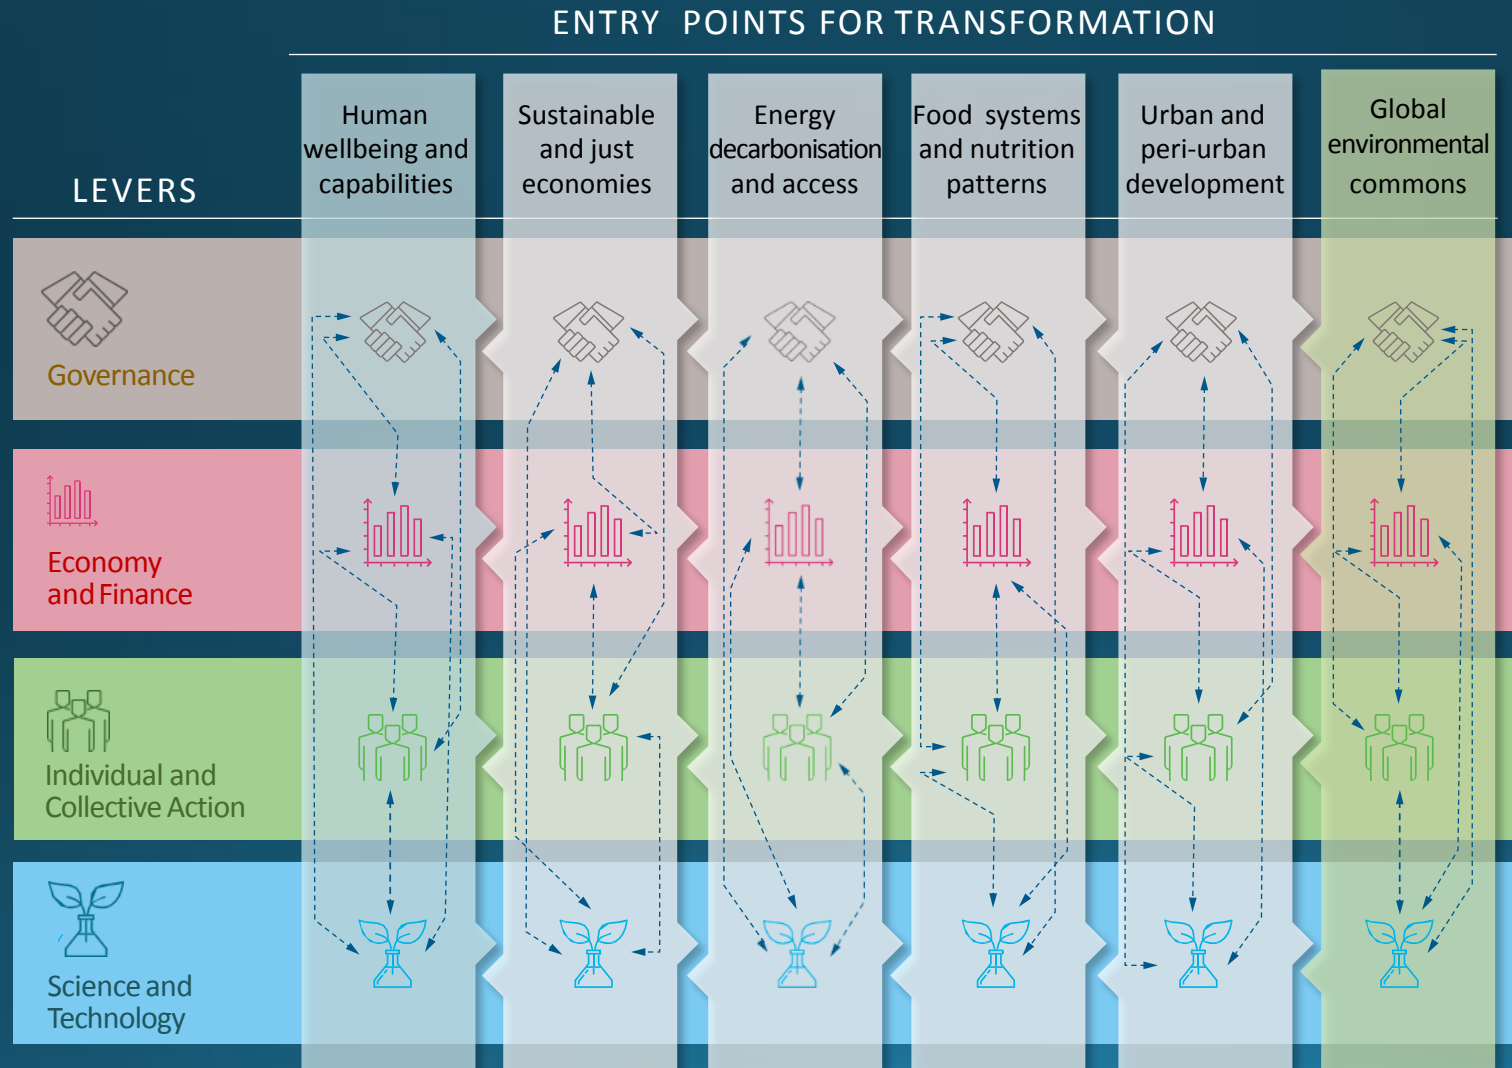 ENTRY POINTS FOR TRANSFORMATION
LEVERS
Human
wellbeing and
capabilities
Sustainable
and just
economies
Energy
decarbonisation
and access
Food systems
and nutrition
patterns
Urban and
peri-urban
development
Global
environmental
commons
Governance
Economy
and Finance
Individual and
Collective Action
Science and
Technology